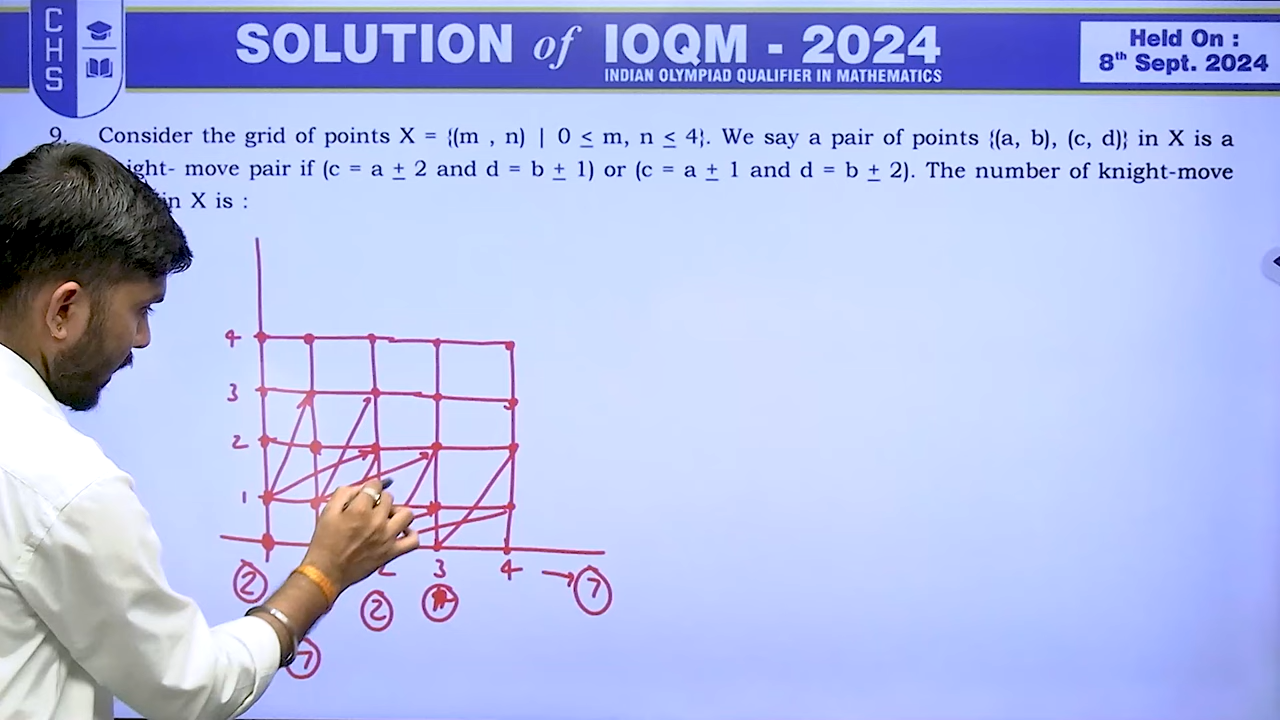 CHS
SOLUTION of IOQM - 2024
INDIAN OLYMPIAD QUALIFIER IN MATHEMATICS
Held On :
8th Sept. 2024
9. Consider the grid of points X = {(m , n) | 0 ≤ m, n ≤ 4}. We say a pair of points {(a, b), (c, d)} in X is a
move pair if (c = a ± 2 and d = b ± 1) or (c = a ± 1 and d = b ± 2). The number of knight-move
in X is :
4
3
2
1
3 4 → 7
2 2